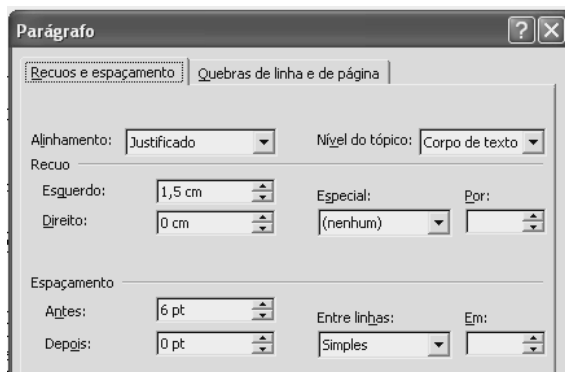 Parágrafo
Recuos e espaçamento Quebras de linha e de página
Alinhamento: Justificado Nível do tópico: Corpo de texto
Recuo
Esquerdo: 1,5 cm Especial: Por:
Direito: 0 cm (nenhum)
Espaçamento
Antes: 6 pt Entre linhas: Em:
Depois: 0 pt Simples